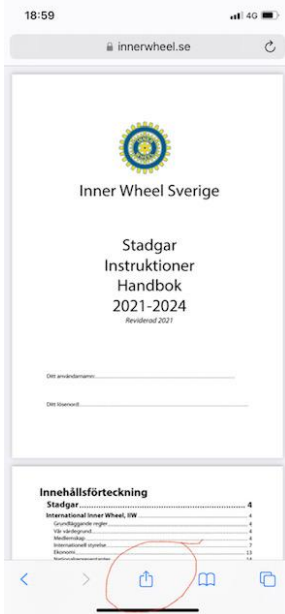 18:59
4G
innerwheel.se
Inner Wheel Sverige
Stadgar
Instruktioner
Handbok
2021-2024
Reviderad 2021
Ditt användarnamn:
Ditt lösenord:
Innehållsförteckning
Stadgar 4
International Inner Wheel, IIW 4
Grundläggande regler 4
Vår värdegrund 4
Medlemskap 4
Internationell styrelse 7
Ekonomi 13